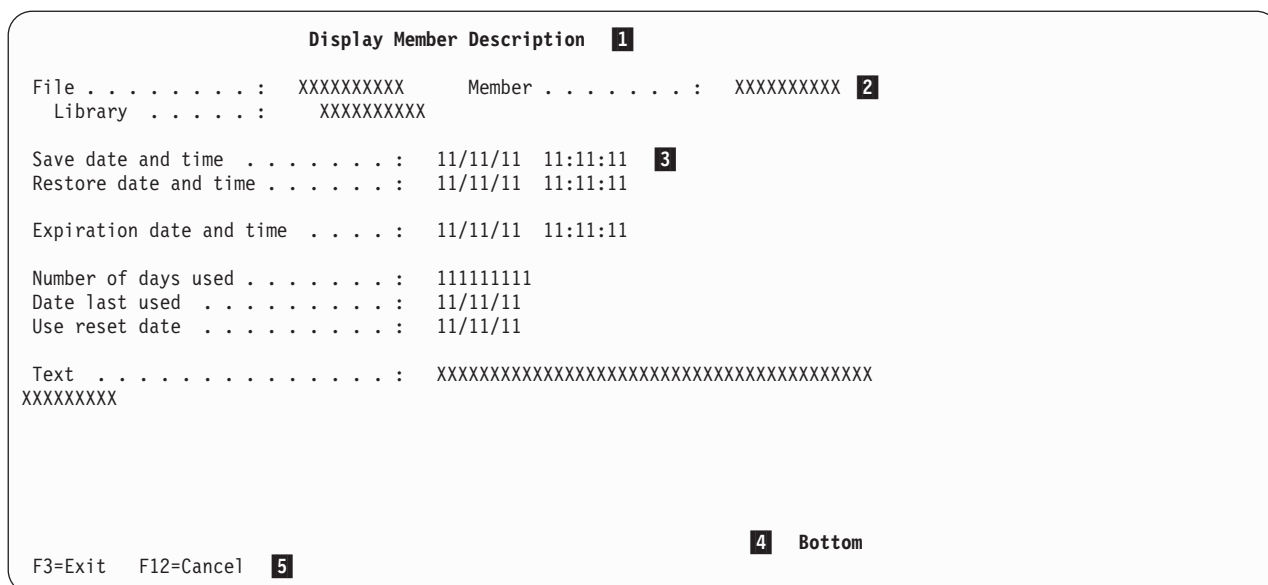 Display Member Description 1
File . . . . . . . . : XXXXXXXXXX Member . . . . . . . : XXXXXXXXXX 2
Library . . . . . : XXXXXXXXXX
Save date and time . . . . . . . : 11/11/11 11:11:11 3
Restore date and time . . . . . . : 11/11/11 11:11:11
Expiration date and time . . . . : 11/11/11 11:11:11
Number of days used . . . . . . . : 111111111
Date last used . . . . . . . . . : 11/11/11
Use reset date . . . . . . . . . : 11/11/11
Text . . . . . . . . . . . . . . : XXXXXXXXXXXXXXXXXXXXXXXXXXXXXXXXXXXXXXXXX
XXXXXXXXX
4 Bottom
F3=Exit F12=Cancel 5